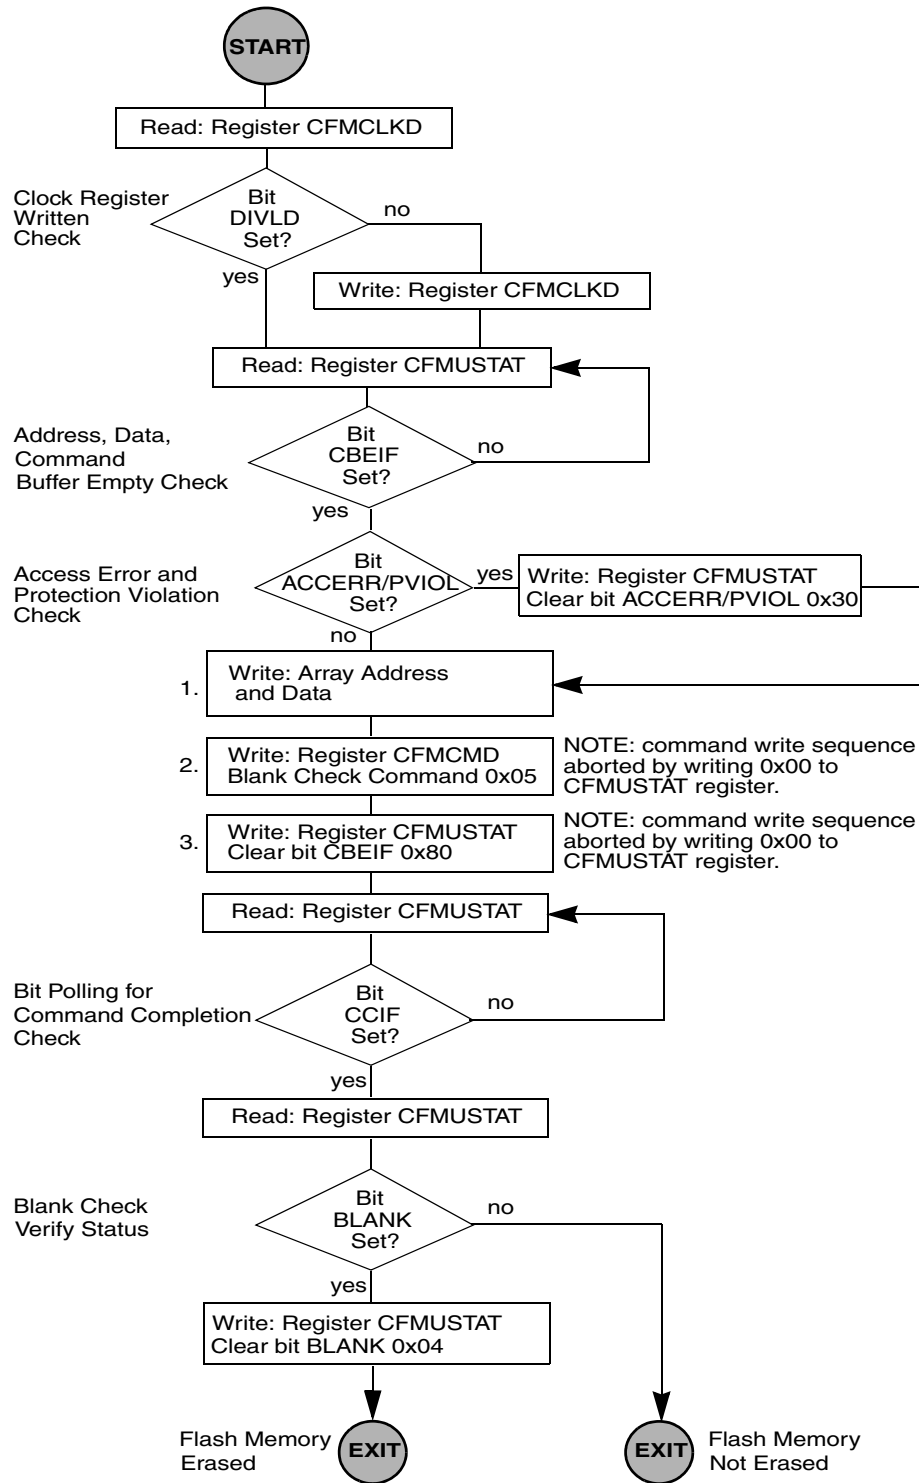 START
Read: Register CFMCLKD
Clock Register
Written
Check
Bit
DIVLD
Set?
no
yes
Write: Register CFMCLKD
Read: Register CFMUSTAT
Address, Data,
Command
Buffer Empty Check
Bit
CBEIF
Set?
no
yes
Access Error and
Protection Violation
Check
Bit
ACCERR/PVIOL
Set?
yes
Write: Register CFMUSTAT
Clear bit ACCERR/PVIOL 0x30
no
1.
Write: Array Address
and Data
2.
Write: Register CFMCMD
Blank Check Command 0x05
NOTE: command write sequence
aborted by writing 0x00 to
CFMUSTAT register.
3.
Write: Register CFMUSTAT
Clear bit CBEIF 0x80
NOTE: command write sequence
aborted by writing 0x00 to
CFMUSTAT register.
Read: Register CFMUSTAT
Bit Polling for
Command Completion
Check
Bit
CCIF
Set?
no
yes
Read: Register CFMUSTAT
Blank Check
Verify Status
Bit
BLANK
Set?
no
yes
Write: Register CFMUSTAT
Clear bit BLANK 0x04
Flash Memory
Erased
EXIT
EXIT
Flash Memory
Not Erased